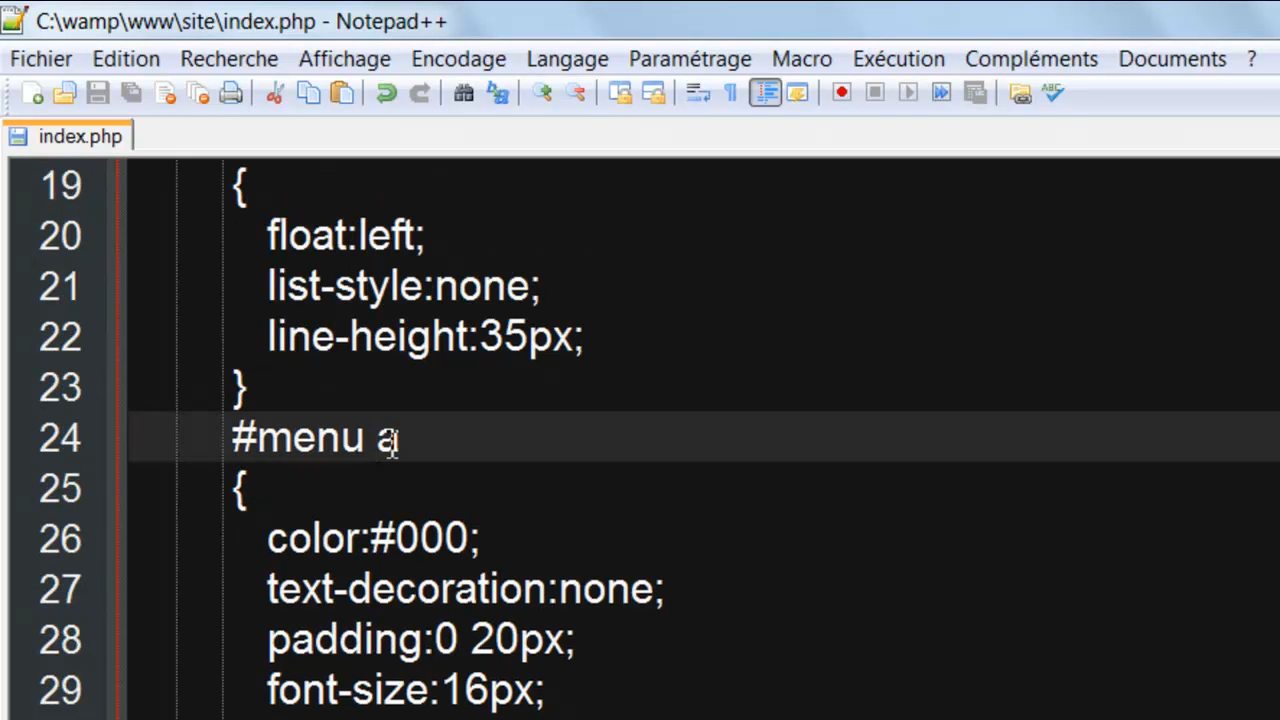 C:\wamp\www\site\index.php - Notepad++
Fichier Edition Recherche Affichage Encodage Langage Paramétrage Macro Exécution Compléments Documents ?
ABC
index.php
19 {
20 float:left;
21 list-style:none;
22 line-height:35px;
23 }
24 #menu a
25 {
26 color:#000;
27 text-decoration:none;
28 padding:0 20px;
29 font-size:16px;